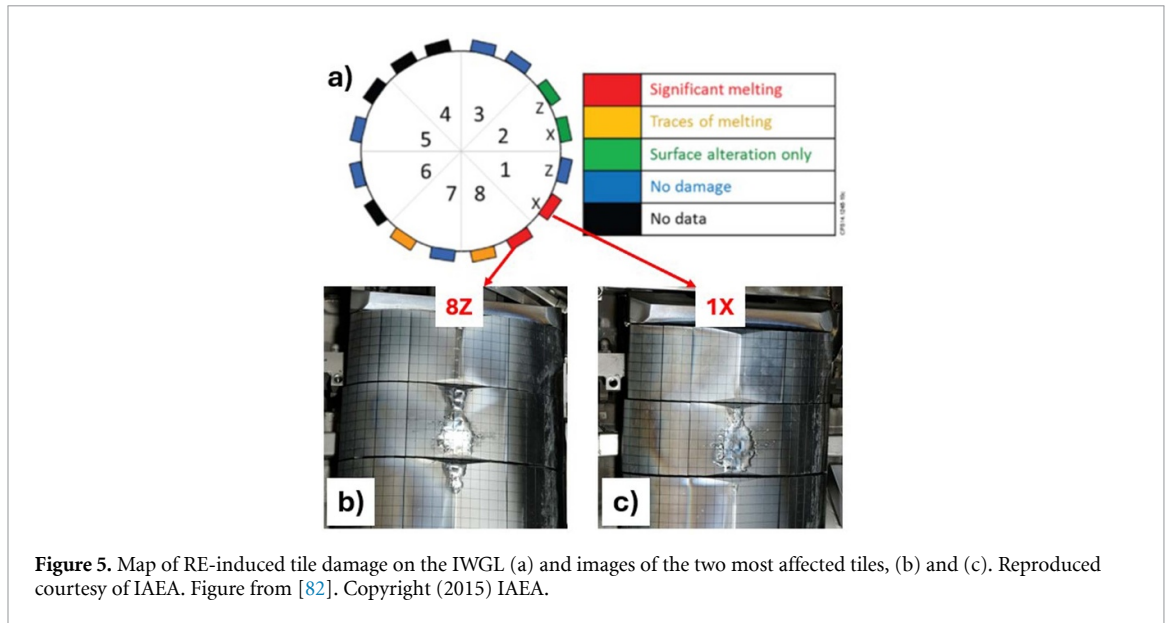 a)
4 3
Z
5 2
X
6 1
Z
7 8
X
Significant melting
Traces of melting
Surface alteration only
No damage
No data
8Z
1X
b)
c)
Figure 5. Map of RE-induced tile damage on the IWGL (a) and images of the two most affected tiles, (b) and (c). Reproduced
courtesy of IAEA. Figure from [82]. Copyright (2015) IAEA.